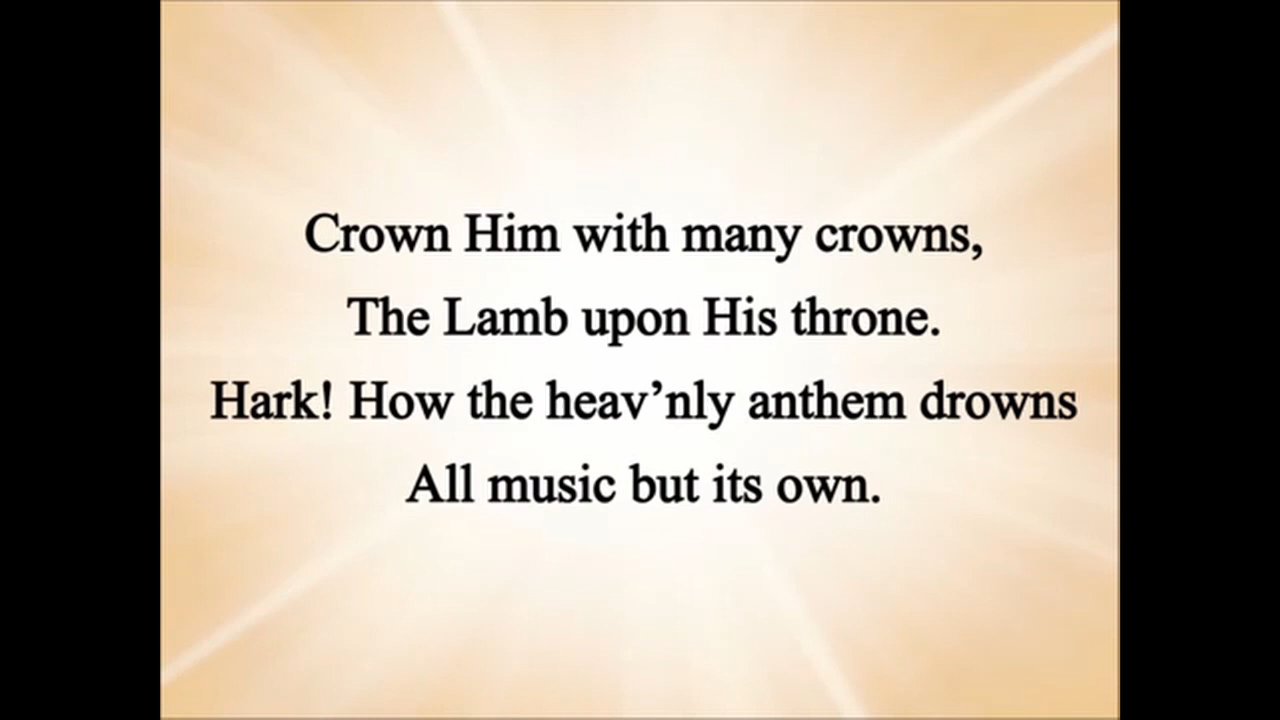 Crown Him with many crowns,
The Lamb upon His throne.
Hark! How the heav’nly anthem drowns
All music but its own.